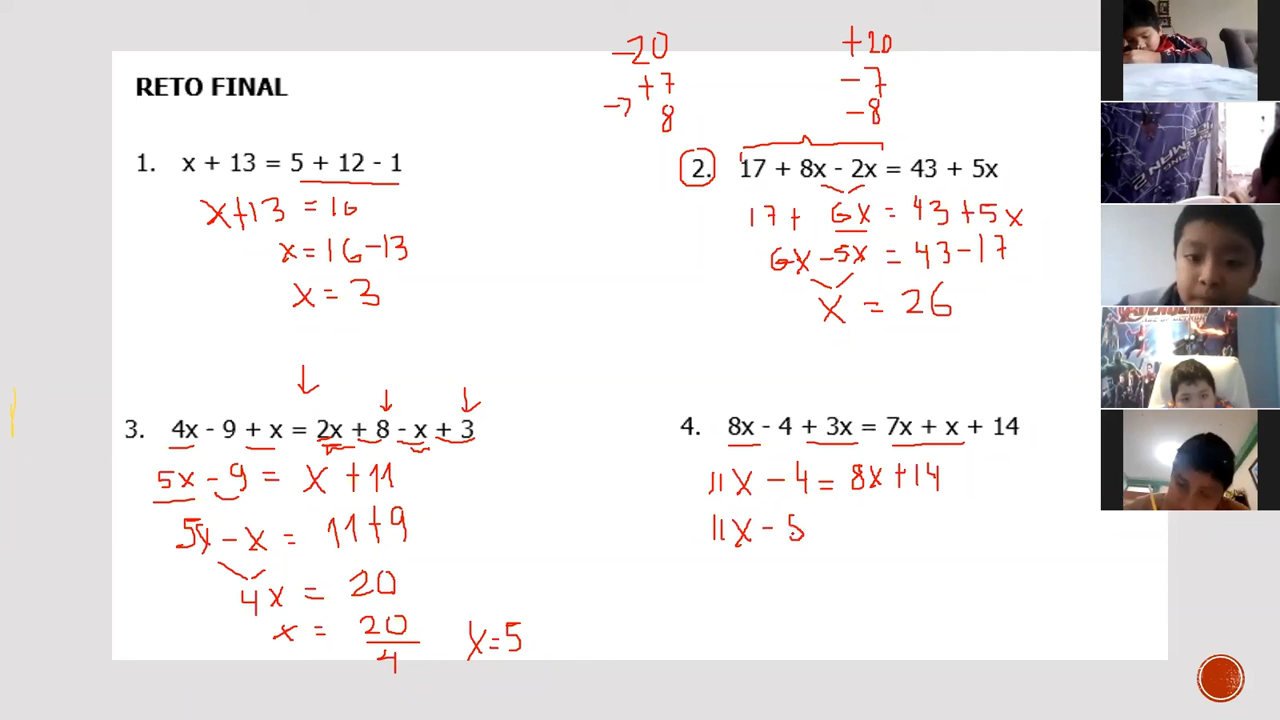 RETO FINAL
-20
+7
→ 8
+20
-7
-8
1. x + 13 = 5 + 12 - 1
x+13 = 16
x = 16-13
x = 3
2. 17 + 8x - 2x = 43 + 5x
17 + 6x = 43 + 5x
6x - 5x = 43 - 17
x = 26
3. 4x - 9 + x = 2x + 8 - x + 3
5x - 9 = x + 11
5x - x = 11 + 9
4x = 20
x = 20/4 x = 5
4. 8x - 4 + 3x = 7x + x + 14
11x - 4 = 8x + 14
11x - 5